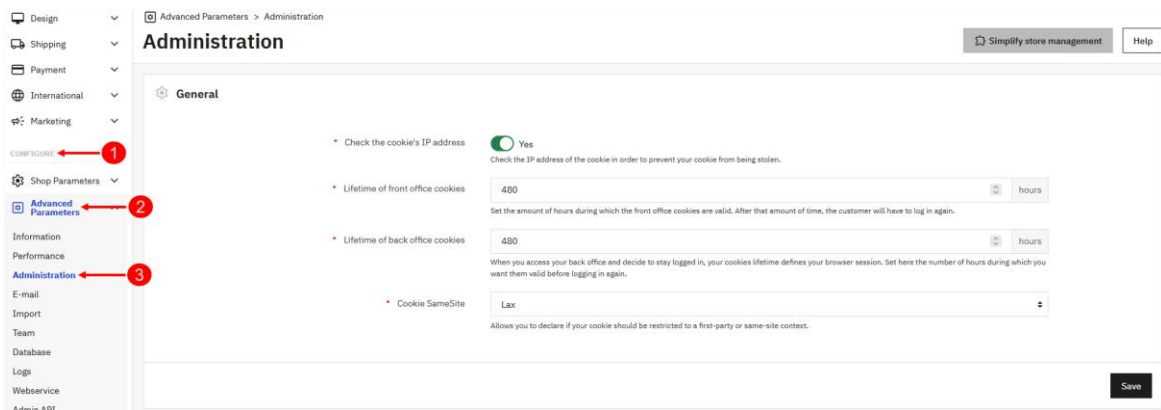 Design
Shipping
Payment
International
Marketing
CONFIGURE
1
Shop Parameters
Advanced
Parameters
2
Information
Performance
Administration
3
E-mail
Import
Team
Database
Logs
Webservice
Admin API
Advanced Parameters > Administration
Administration
Simplify store management
Help
General
* Check the cookie's IP address
Yes
Check the IP address of the cookie in order to prevent your cookie from being stolen.
* Lifetime of front office cookies
480
hours
Set the amount of hours during which the front office cookies are valid. After that amount of time, the customer will have to log in again.
* Lifetime of back office cookies
480
hours
When you access your back office and decide to stay logged in, your cookies lifetime defines your browser session. Set here the number of hours during which you
want them valid before logging in again.
* Cookie SameSite
Lax
Allows you to declare if your cookie should be restricted to a first-party or same-site context.
Save